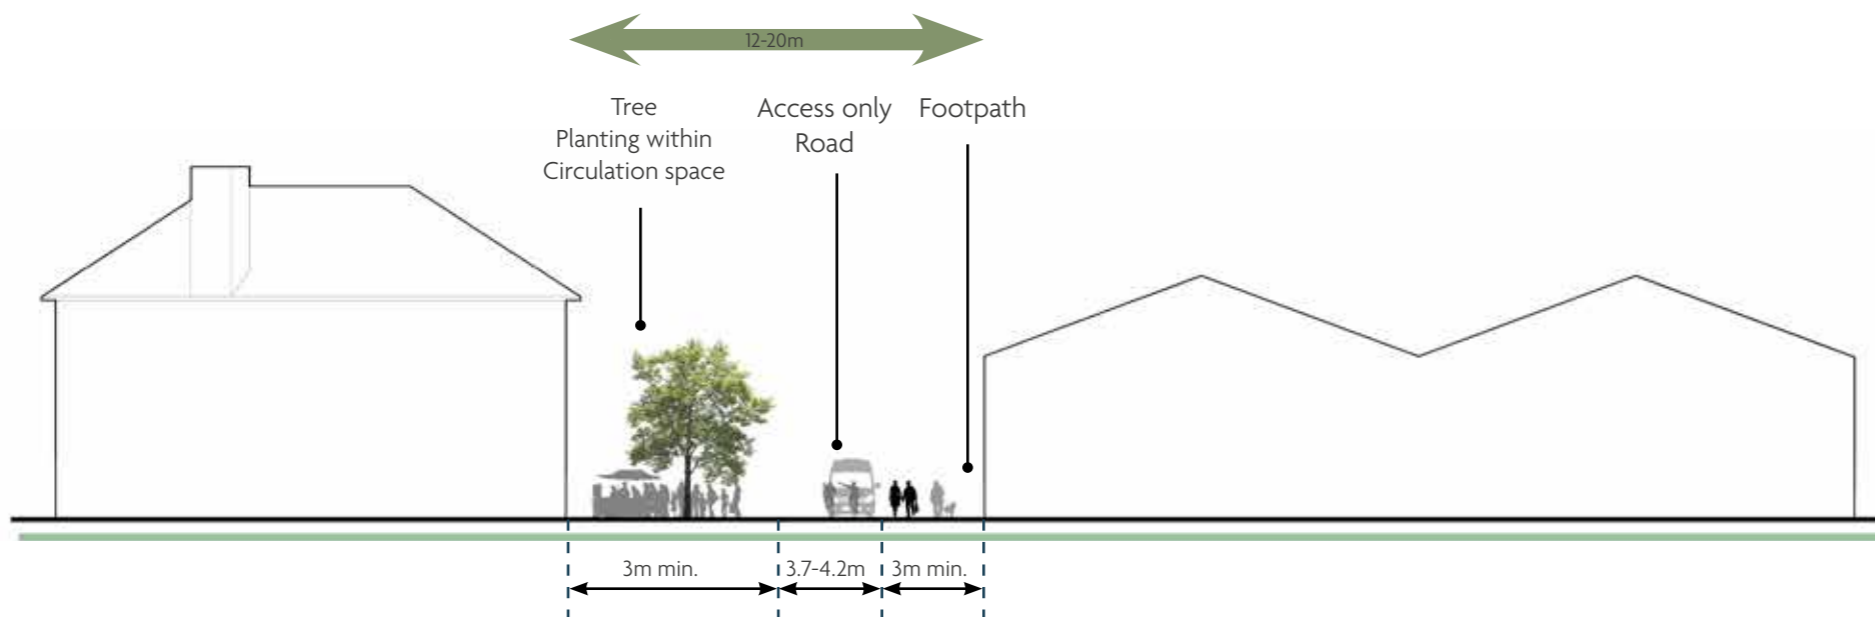 12-20m
Tree
Planting within
Circulation space
Access only
Road
Footpath
3m min.
3.7-4.2m
3m min.